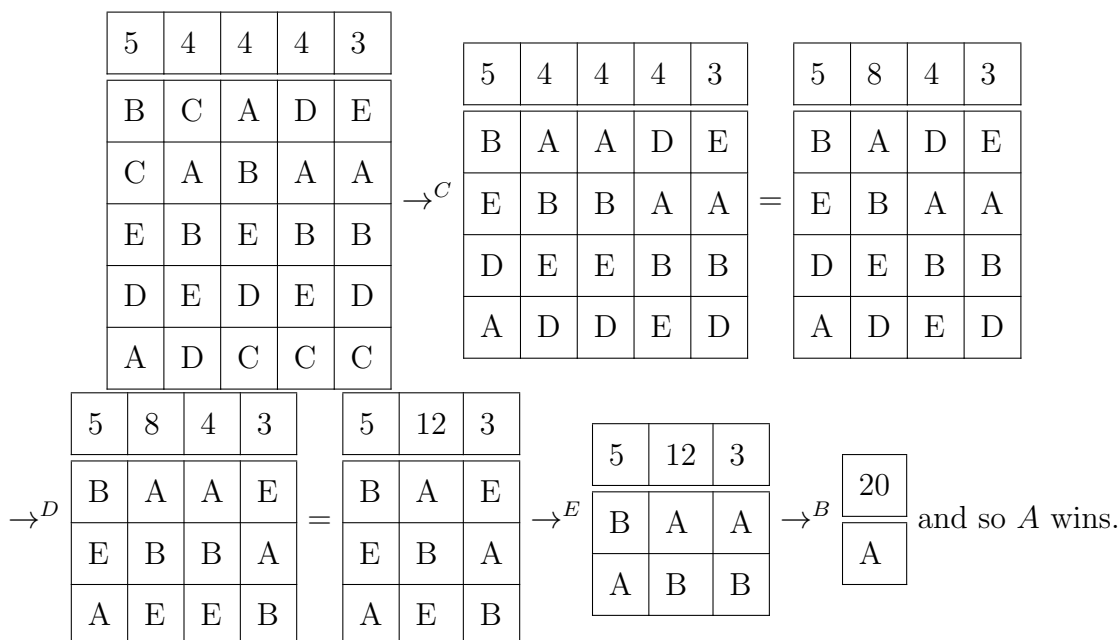 5 4 4 4 3
B C A D E
C A B A A
E B E B B
D E D E D
A D C C C
→C
5 4 4 4 3
B A A D E
E B B A A
D E E B B
A D D E D
=
5 8 4 3
B A D E
E B A A
D E B B
A D E D
→D
5 8 4 3
B A A E
E B B A
A E E B
=
5 12 3
B A E
E B A
A E B
→E
5 12 3
B A A
A B B
→B
20
A
and so A wins.